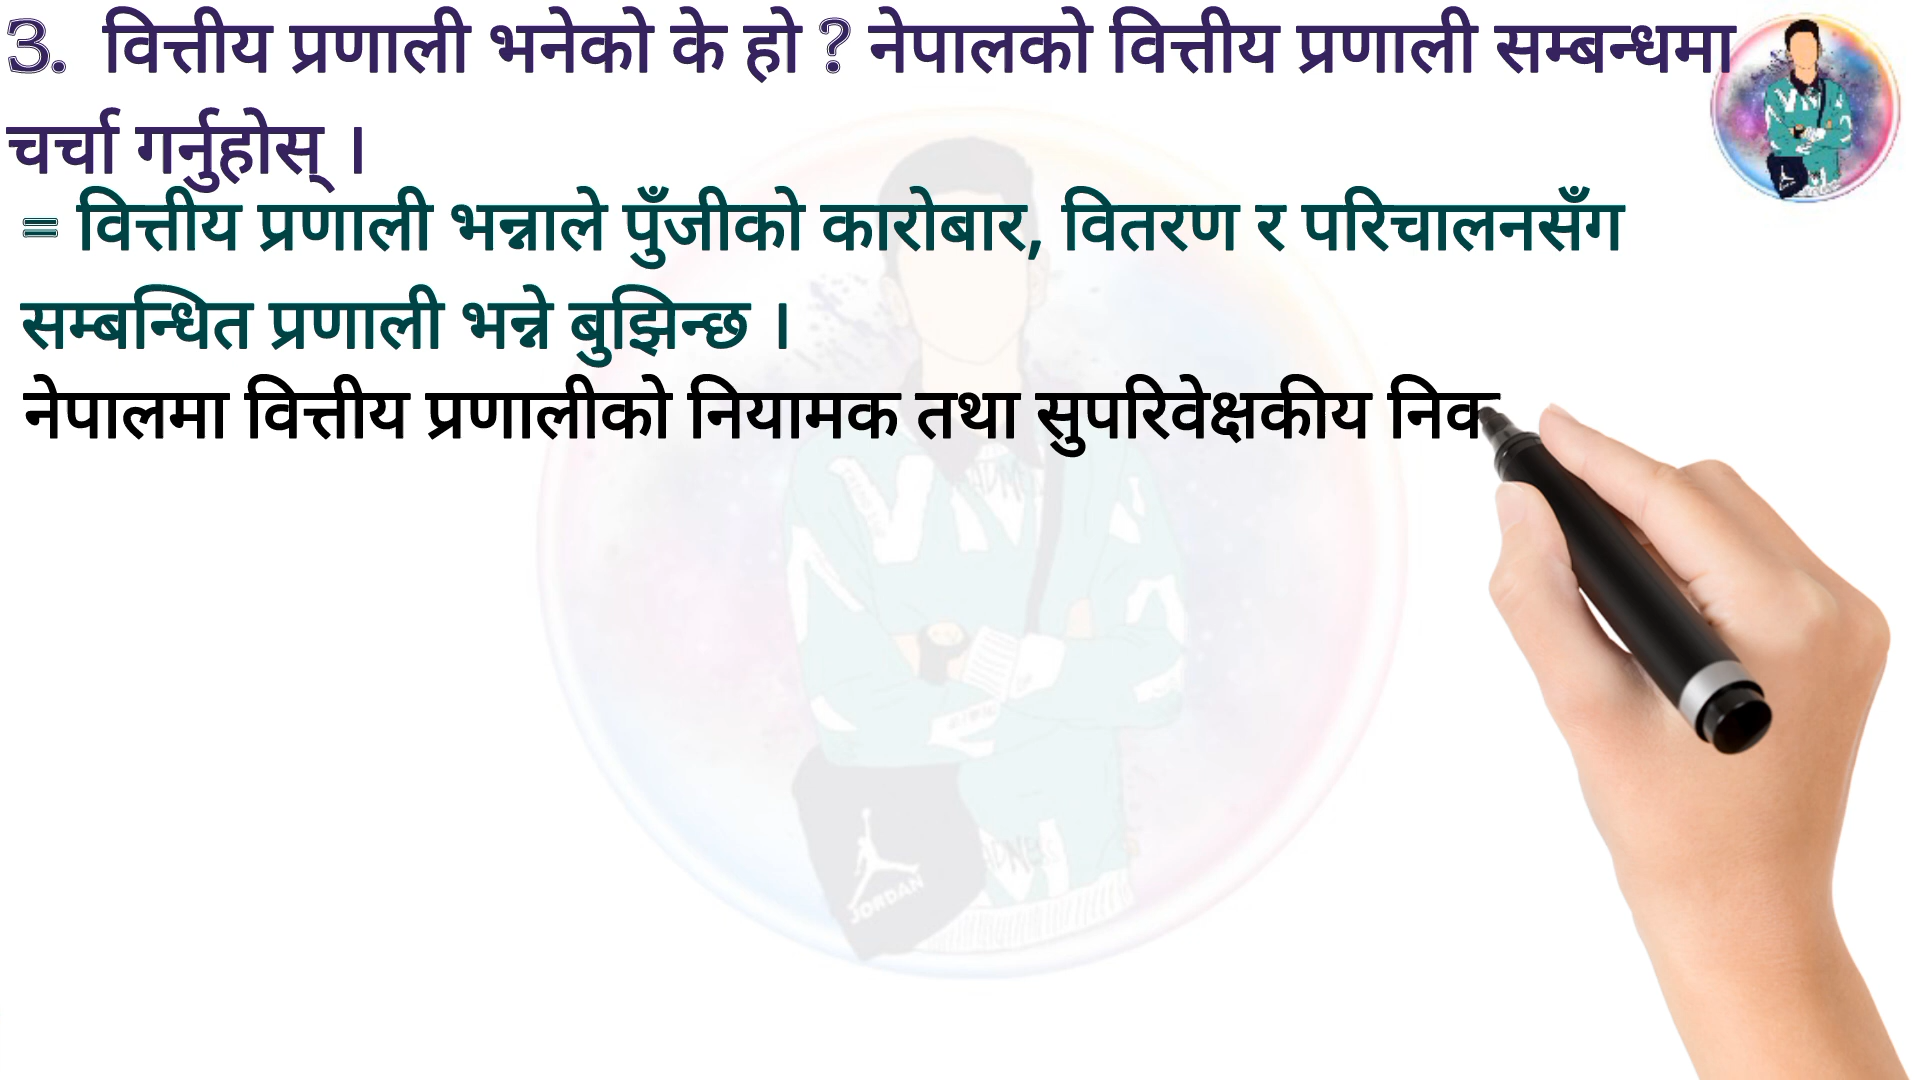 3. वित्तीय प्रणाली भनेको के हो ? नेपालको वित्तीय प्रणाली सम्बन्धमा
चर्चा गर्नुहोस् ।
= वित्तीय प्रणाली भन्नाले पुँजीको कारोबार, वितरण र परिचालनसँग
सम्बन्धित प्रणाली भन्ने बुझिन्छ ।
नेपालमा वित्तीय प्रणालीको नियामक तथा सुपरिवेक्षकीय निक
JORDAN